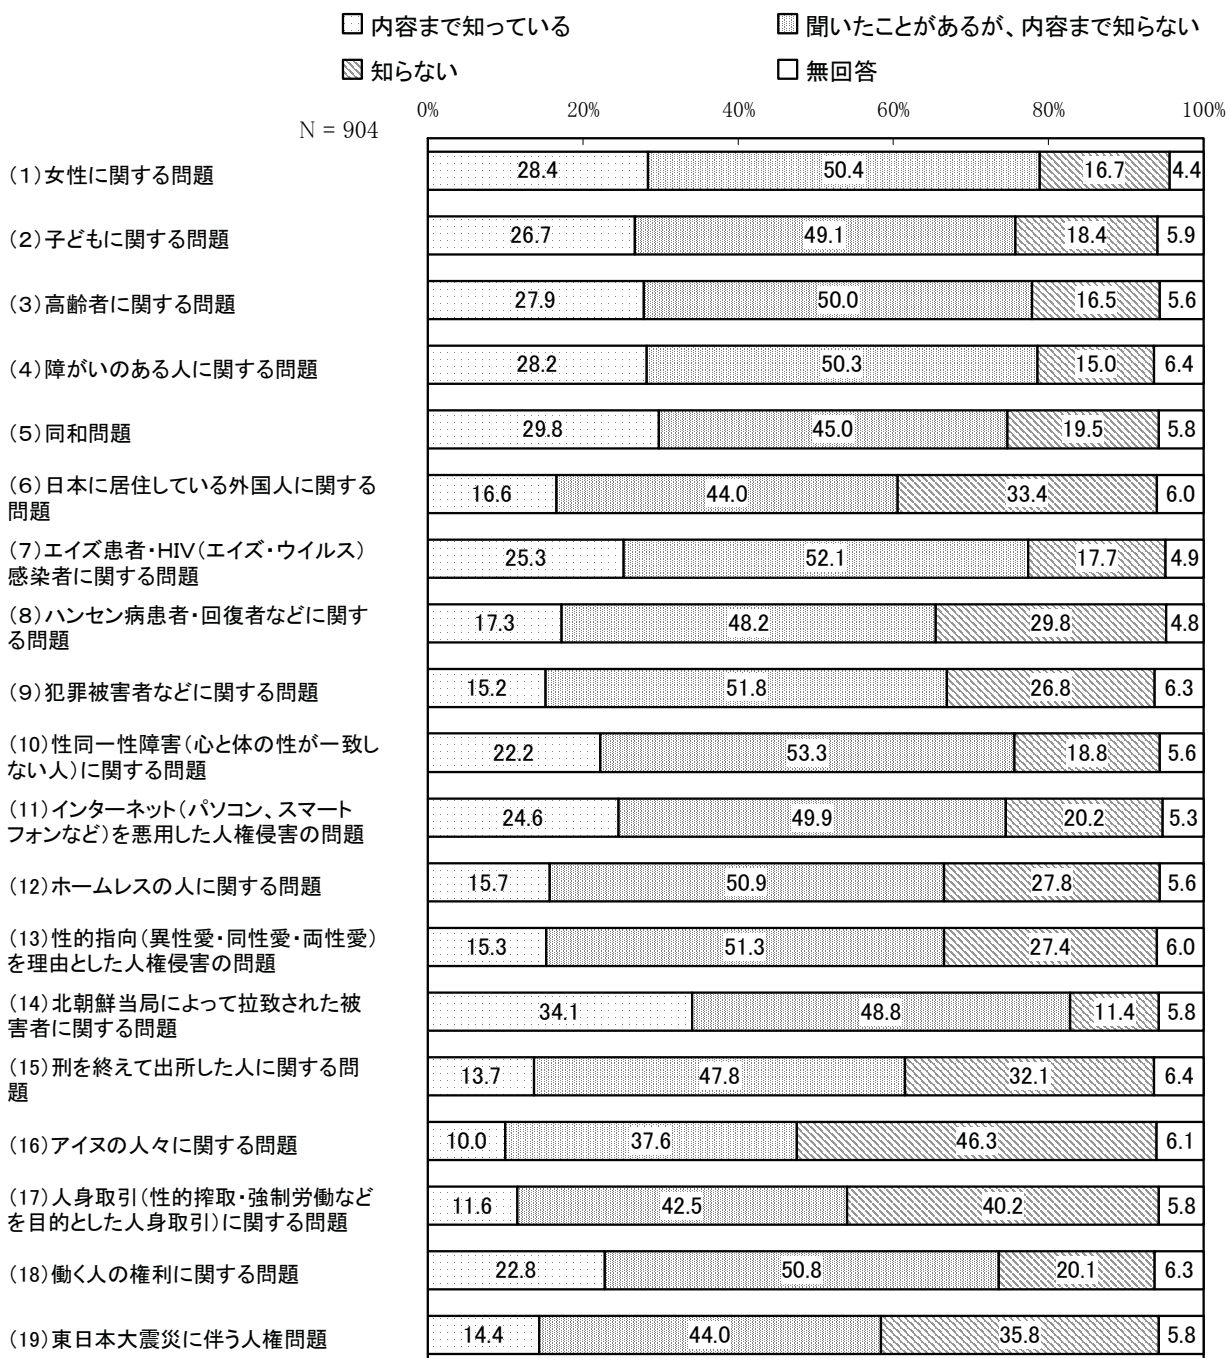 内容まで知っている 聞いたことがあるが、内容まで知らない
知らない 無回答
0% 20% 40% 60% 80% 100%
N = 904
(1)女性に関する問題 28.4 50.4 16.7 4.4
(2)子どもに関する問題 26.7 49.1 18.4 5.9
(3)高齢者に関する問題 27.9 50.0 16.5 5.6
(4)障がいのある人に関する問題 28.2 50.3 15.0 6.4
(5)同和問題 29.8 45.0 19.5 5.8
(6)日本に居住している外国人に関する
問題
16.6 44.0 33.4 6.0
(7)エイズ患者・HIV(エイズ・ウイルス)
感染者に関する問題
25.3 52.1 17.7 4.9
(8)ハンセン病患者・回復者などに関す
る問題
17.3 48.2 29.8 4.8
(9)犯罪被害者などに関する問題 15.2 51.8 26.8 6.3
(10)性同一性障害(心と体の性が一致し
ない人)に関する問題
22.2 53.3 18.8 5.6
(11)インターネット(パソコン、スマート
フォンなど)を悪用した人権侵害の問題
24.6 49.9 20.2 5.3
(12)ホームレスの人に関する問題 15.7 50.9 27.8 5.6
(13)性的指向(異性愛・同性愛・両性愛)
を理由とした人権侵害の問題
15.3 51.3 27.4 6.0
(14)北朝鮮当局によって拉致された被
害者に関する問題
34.1 48.8 11.4 5.8
(15)刑を終えて出所した人に関する問
題
13.7 47.8 32.1 6.4
(16)アイヌの人々に関する問題 10.0 37.6 46.3 6.1
(17)人身取引(性的搾取・強制労働など
を目的とした人身取引)に関する問題
11.6 42.5 40.2 5.8
(18)働く人の権利に関する問題 22.8 50.8 20.1 6.3
(19)東日本大震災に伴う人権問題 14.4 44.0 35.8 5.8